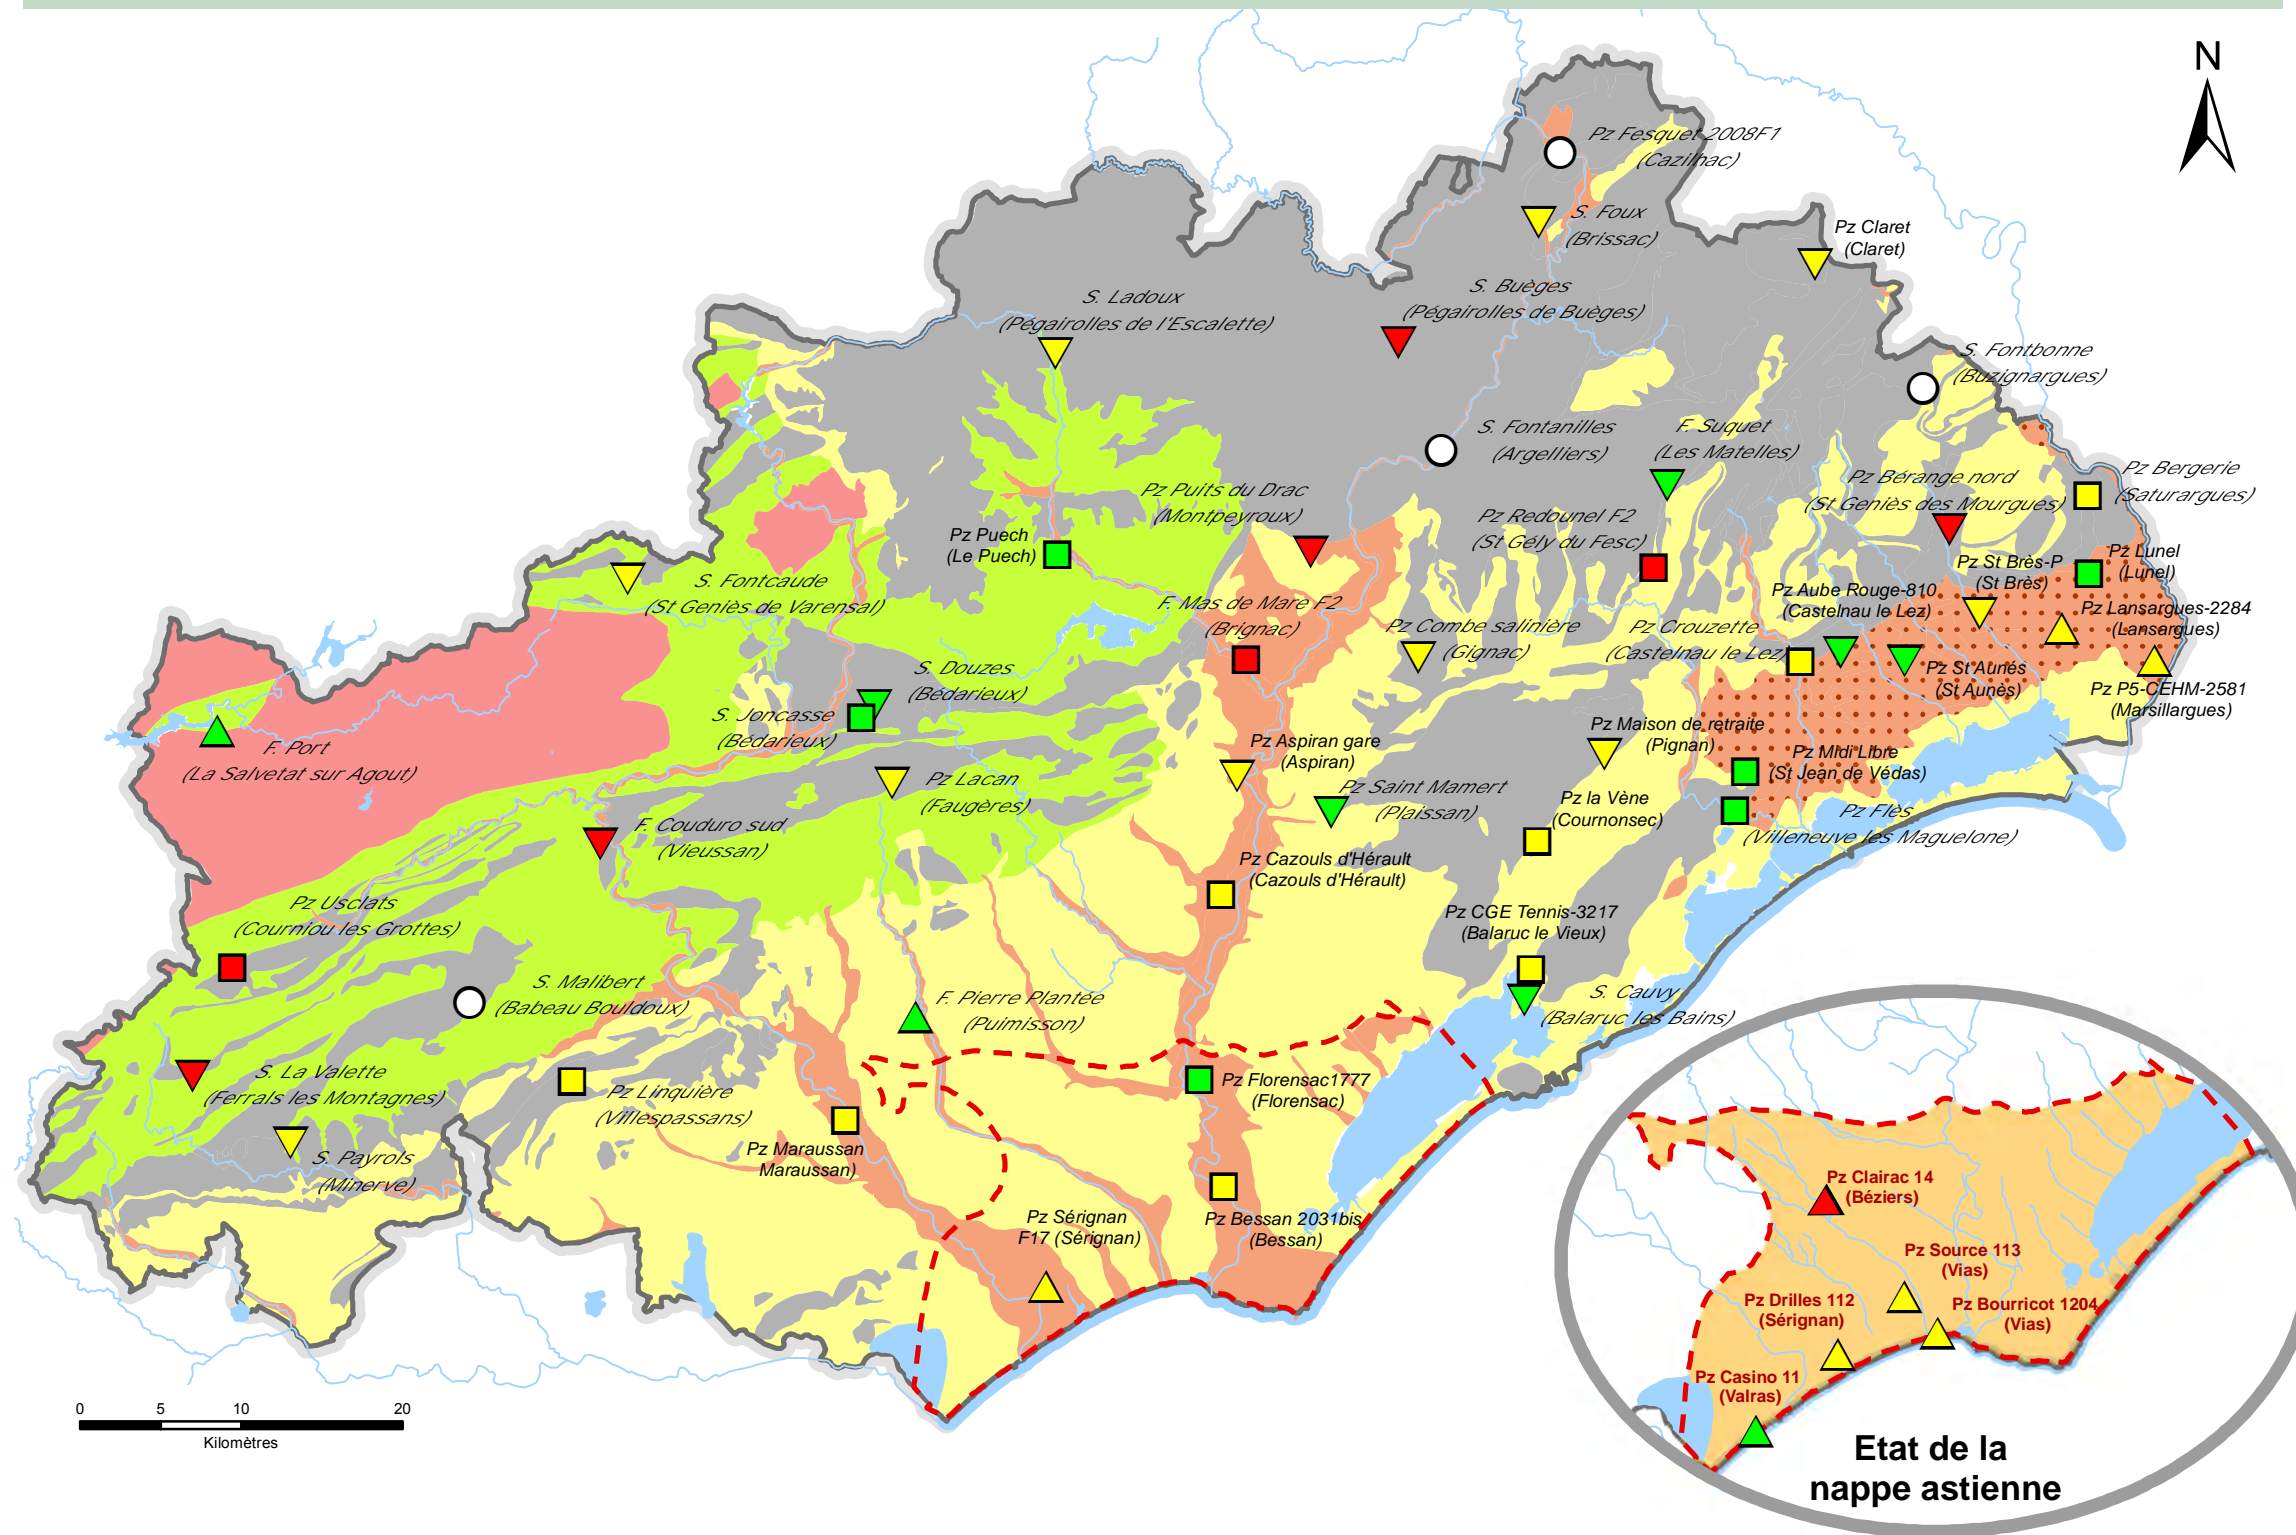 N
Pz Fesquet 2008F1
(Cazilhac)
S. Foux
(Brissac)
Pz Claret
(Claret)
S. Buèges
(Pégairolles de Buèges)
S. Ladoux
(Pégairolles de l'Escalette)
S. Fontbonne
(Buzignargues)
S. Fontanilles
(Argelliers)
F. Suquet
(Les Matelles)
Pz Bérange nord
(St Geniès des Mourgues)
Pz Bergerie
(Saturargues)
Pz Puits du Drac
(Montpeyroux)
Pz Redounel F2
(St Gély du Fesc)
Pz Puech
(Le Puech)
Pz St Brès-P
(St Brès)
Pz Lunel
(Lunel)
S. Fontcaude
(St Geniès de Varensal)
F. Mas de Mare F2
(Brignac)
Pz Aube Rouge-810
(Castelnau le Lez)
Pz Lansargues-2284
(Lansargues)
Pz Combe salinière
(Gignac)
Pz Crouzette
(Castelnau le Lez)
Pz St Aunés
(St Aunès)
Pz P5-CEHM-2581
(Marsillargues)
S. Douzes
(Bédarieux)
S. Joncasse
(Bédarieux)
F. Port
(La Salvetat sur Agout)
Pz Aspiran gare
(Aspiran)
Pz Maison de retraite
(Pignan)
Pz Midi Libre
(St Jean de Védas)
Pz Lacan
(Faugères)
Pz Saint Mamert
(Plaissan)
Pz la Vène
(Cournonsec)
Pz Flès
(Villeneuve les Maguelone)
F. Couduro sud
(Vieussan)
Pz Cazouls d'Hérault
(Cazouls d'Hérault)
Pz Usclats
(Courniou les Grottes)
Pz CGE Tennis-3217
(Balaruc le Vieux)
S. Malibert
(Babeau Bouldoux)
F. Pierre Plantée
(Puimisson)
S. Cauvy
(Balaruc les Bains)
S. La Valette
(Ferrals les Montagnes)
Pz Linquière
(Villespassans)
Pz Florensac1777
(Florensac)
Pz Maraussan
Maraussan)
S. Payrols
(Minerve)
Pz Sérignan
F17 (Sérignan)
Pz Bessan 2031bis
(Bessan)
Pz Clairac 14
(Béziers)
Pz Source 113
(Vias)
Pz Drilles 112
(Sérignan)
Pz Bourricot 1204
(Vias)
Pz Casino 11
(Valras)
Etat de la
nappe astienne
0 5 10 20
Kilomètres